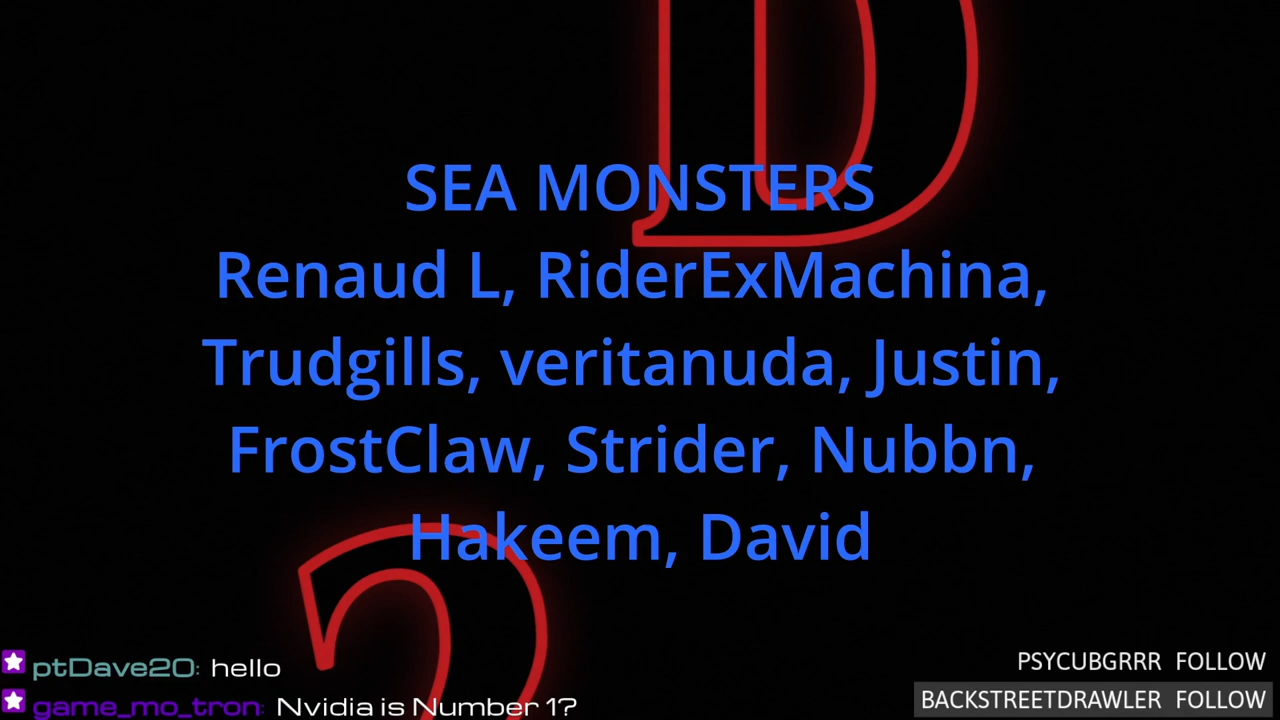 D
SEA MONSTERS
Renaud L, RiderExMachina,
Trudgills, veritanuda, Justin,
FrostClaw, Strider, Nubbn,
Hakeem, David
ptDave20: hello
game_mo_tron: Nvidia is Number 1?
PSYCUBGRRR FOLLOW
BACKSTREETDRAWLER FOLLOW